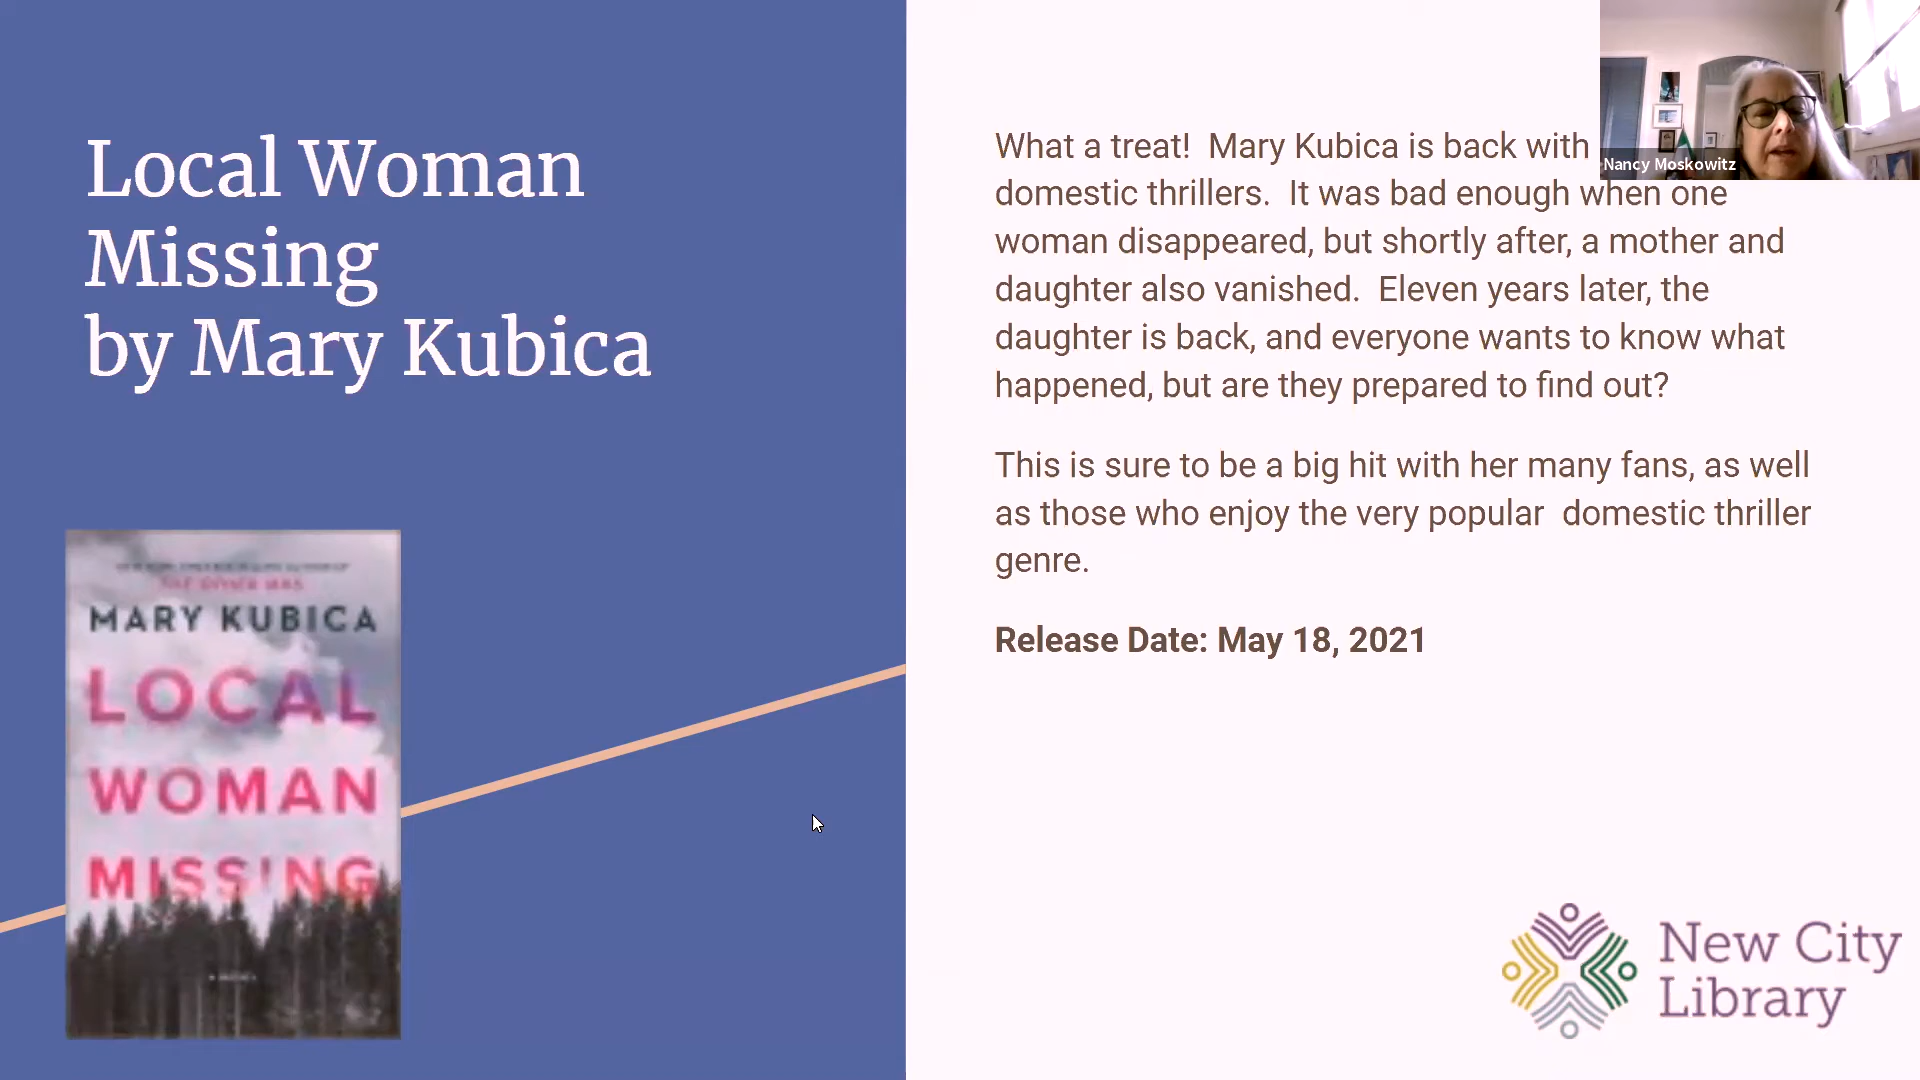 Local Woman
Missing
by Mary Kubica
MARY KUBICA
LOCAL
WOMAN
MISSING
What a treat!  Mary Kubica is back with
domestic thrillers.  It was bad enough when one
woman disappeared, but shortly after, a mother and
daughter also vanished.  Eleven years later, the
daughter is back, and everyone wants to know what
happened, but are they prepared to find out?
This is sure to be a big hit with her many fans, as well
as those who enjoy the very popular  domestic thriller
genre.
Release Date: May 18, 2021
Nancy Moskowitz
New City
Library